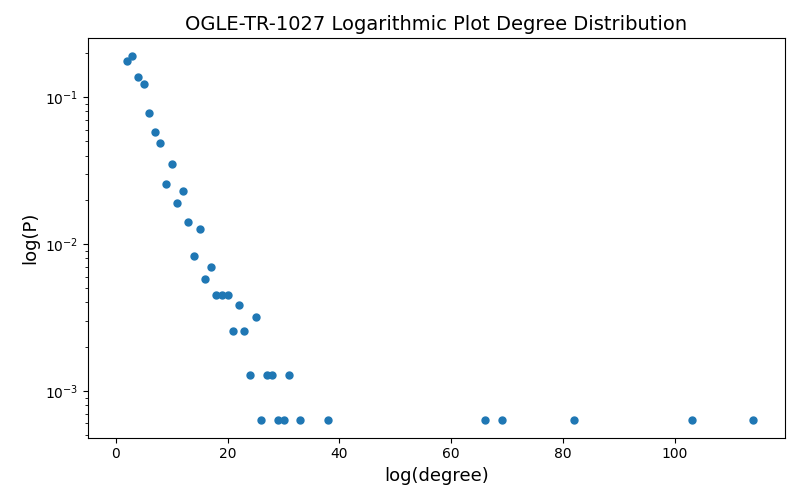 OGLE-TR-1027 Logarithmic Plot Degree Distribution
log(P)
10⁻¹
10⁻²
10⁻³
0 20 40 60 80 100
log(degree)